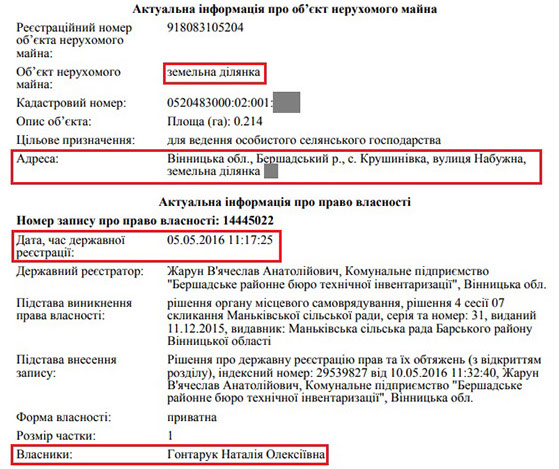 Актуальна інформація про об’єкт нерухомого майна
Реєстраційний номер об’єкта нерухомого майна: 918083105204
Об’єкт нерухомого майна: земельна ділянка
Кадастровий номер: 0520483000:02:001:
Опис об’єкта: Площа (га): 0.214
Цільове призначення: для ведення особистого селянського господарства
Адреса: Вінницька обл., Бершадський р., с. Крушинівка, вулиця Набужна,
земельна ділянка
Актуальна інформація про право власності
Номер запису про право власності: 14445022
Дата, час державної реєстрації: 05.05.2016 11:17:25
Державний реєстратор: Жарун В'ячеслав Анатолійович, Комунальне підприємство
"Бершадське районне бюро технічної інвентаризації", Вінницька обл.
Підстава виникнення права власності: рішення органу місцевого самоврядування, рішення 4 сесії 07
скликання Маньківської сільської ради, серія та номер: 31, виданий
11.12.2015, видавник: Маньківська сільська рада Барського району
Вінницької області
Підстава внесення запису: Рішення про державну реєстрацію прав та їх обтяжень (з відкриттям
розділу), індексний номер: 29539827 від 10.05.2016 11:32:40, Жарун
В'ячеслав Анатолійович, Комунальне підприємство "Бершадське
районне бюро технічної інвентаризації", Вінницька обл.
Форма власності: приватна
Розмір частки: 1
Власники: Гонтарук Наталія Олексіївна